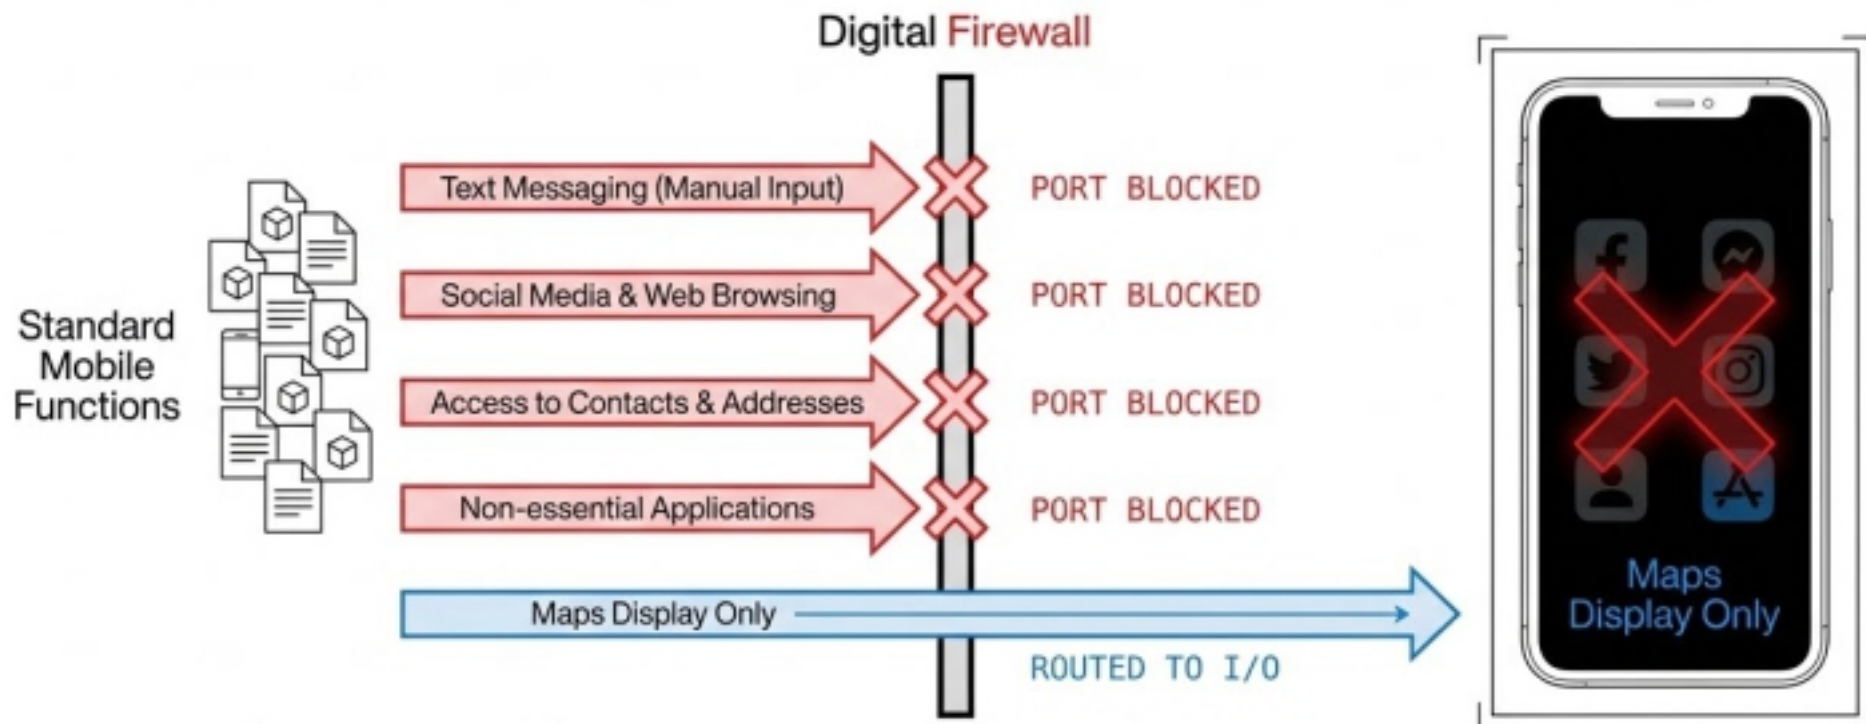 Digital Firewall
Standard
Mobile
Functions
Text Messaging (Manual Input)
PORT BLOCKED
Social Media & Web Browsing
PORT BLOCKED
Access to Contacts & Addresses
PORT BLOCKED
Non-essential Applications
PORT BLOCKED
Maps Display Only
ROUTED TO I/O
Maps
Display Only